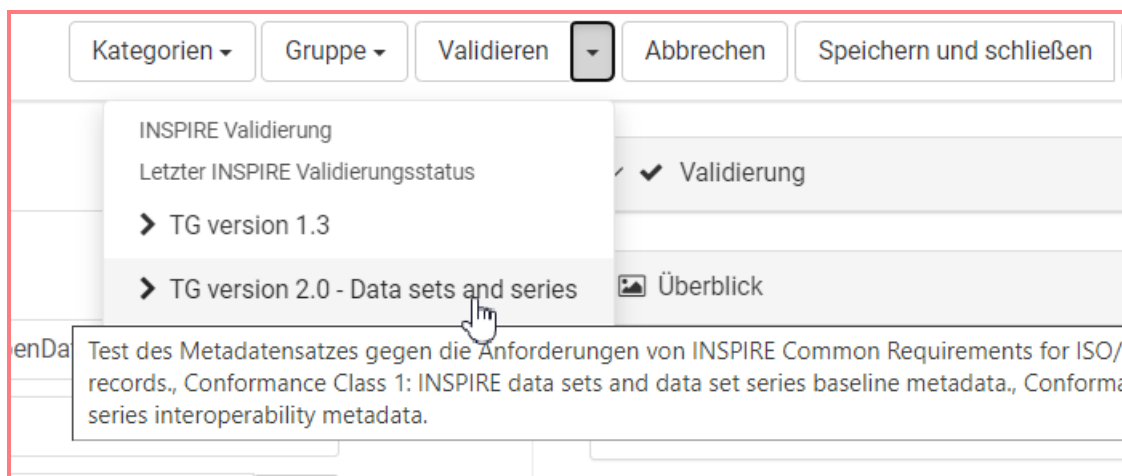 Kategorien Gruppe Validieren Abbrechen Speichern und schließen
INSPIRE Validierung
Letzter INSPIRE Validierungsstatus
Validierung
TG version 1.3
TG version 2.0 - Data sets and series
Überblick
Test des Metadatensatzes gegen die Anforderungen von INSPIRE Common Requirements for ISO/
records., Conformance Class 1: INSPIRE data sets and data set series baseline metadata., Conforma
series interoperability metadata.